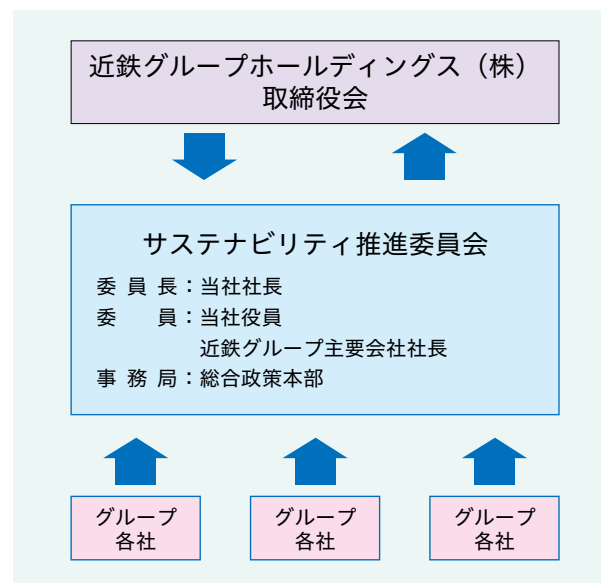 近鉄グループホールディングス（株）
取締役会
サステナビリティ推進委員会
委員長：当社社長
委　員：当社役員
近鉄グループ主要会社社長
事務局：総合政策本部
グループ
各社
グループ
各社
グループ
各社